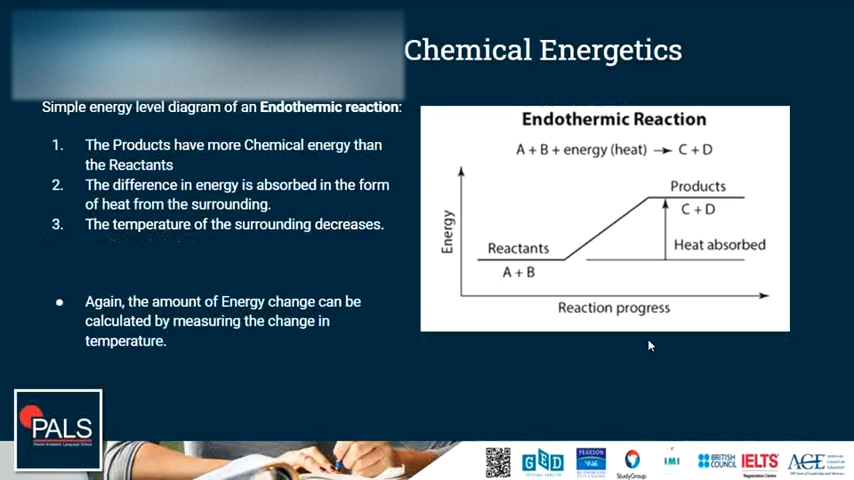 Chemical Energetics
Simple energy level diagram of an Endothermic reaction:
1. The Products have more Chemical energy than
the Reactants
2. The difference in energy is absorbed in the form
of heat from the surrounding.
3. The temperature of the surrounding decreases.
● Again, the amount of Energy change can be
calculated by measuring the change in
temperature.
Endothermic Reaction
A + B + energy (heat) → C + D
Energy
Products
C + D
Reactants
Heat absorbed
A + B
Reaction progress
PALS
GED
PEARSON
StudyGroup
IMI
BRITISH
COUNCIL
IELTS
ACE